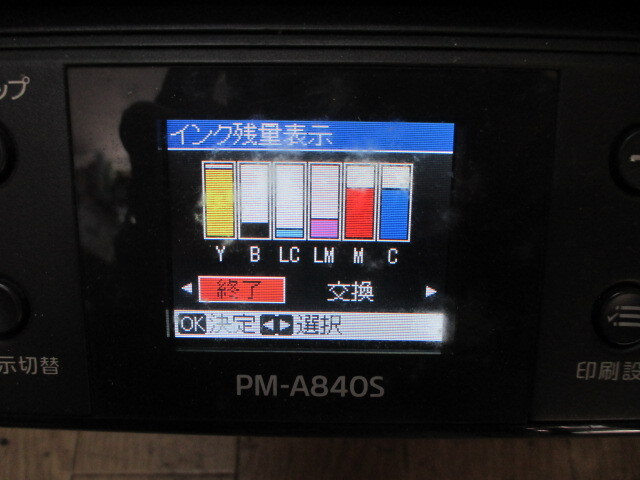 ップ
インク残量表示
Y B LC LM M C
◀ 終了 交換 ▶
OK決定◀▶選択
示切替
印刷設
PM-A840S